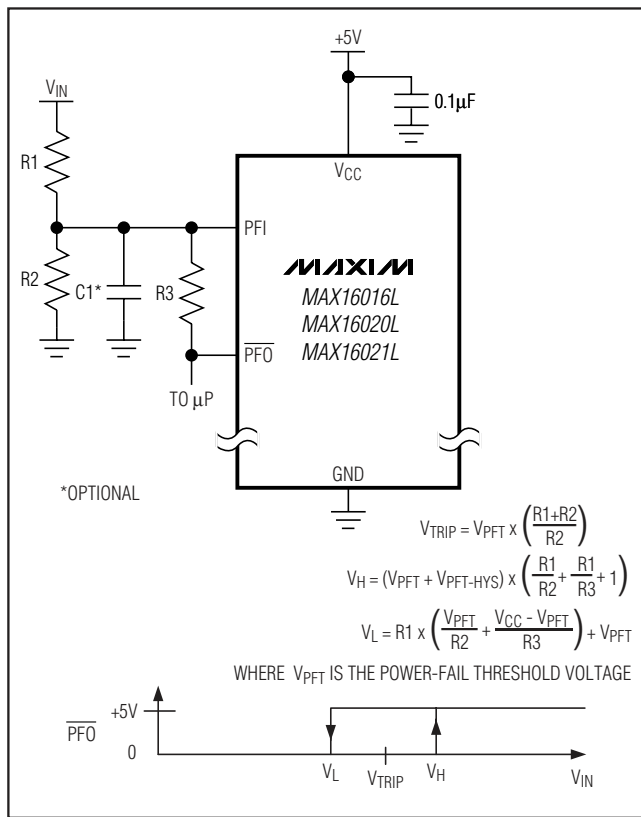 +5V
V_IN
0.1µF
R1
V_CC
PFI
R2
C1*
R3
MAXIM
MAX16016L
MAX16020L
MAX16021L
P̅F̅O̅
TO µP
GND
*OPTIONAL
V_TRIP = V_PFT x (R1+R2/R2)
V_H = (V_PFT + V_PFT-HYS) x (R1/R2 + R1/R3 + 1)
V_L = R1 x (V_PFT/R2 + V_CC - V_PFT/R3) + V_PFT
WHERE V_PFT IS THE POWER-FAIL THRESHOLD VOLTAGE
+5V
P̅F̅O̅
0
V_L
V_TRIP
V_H
V_IN